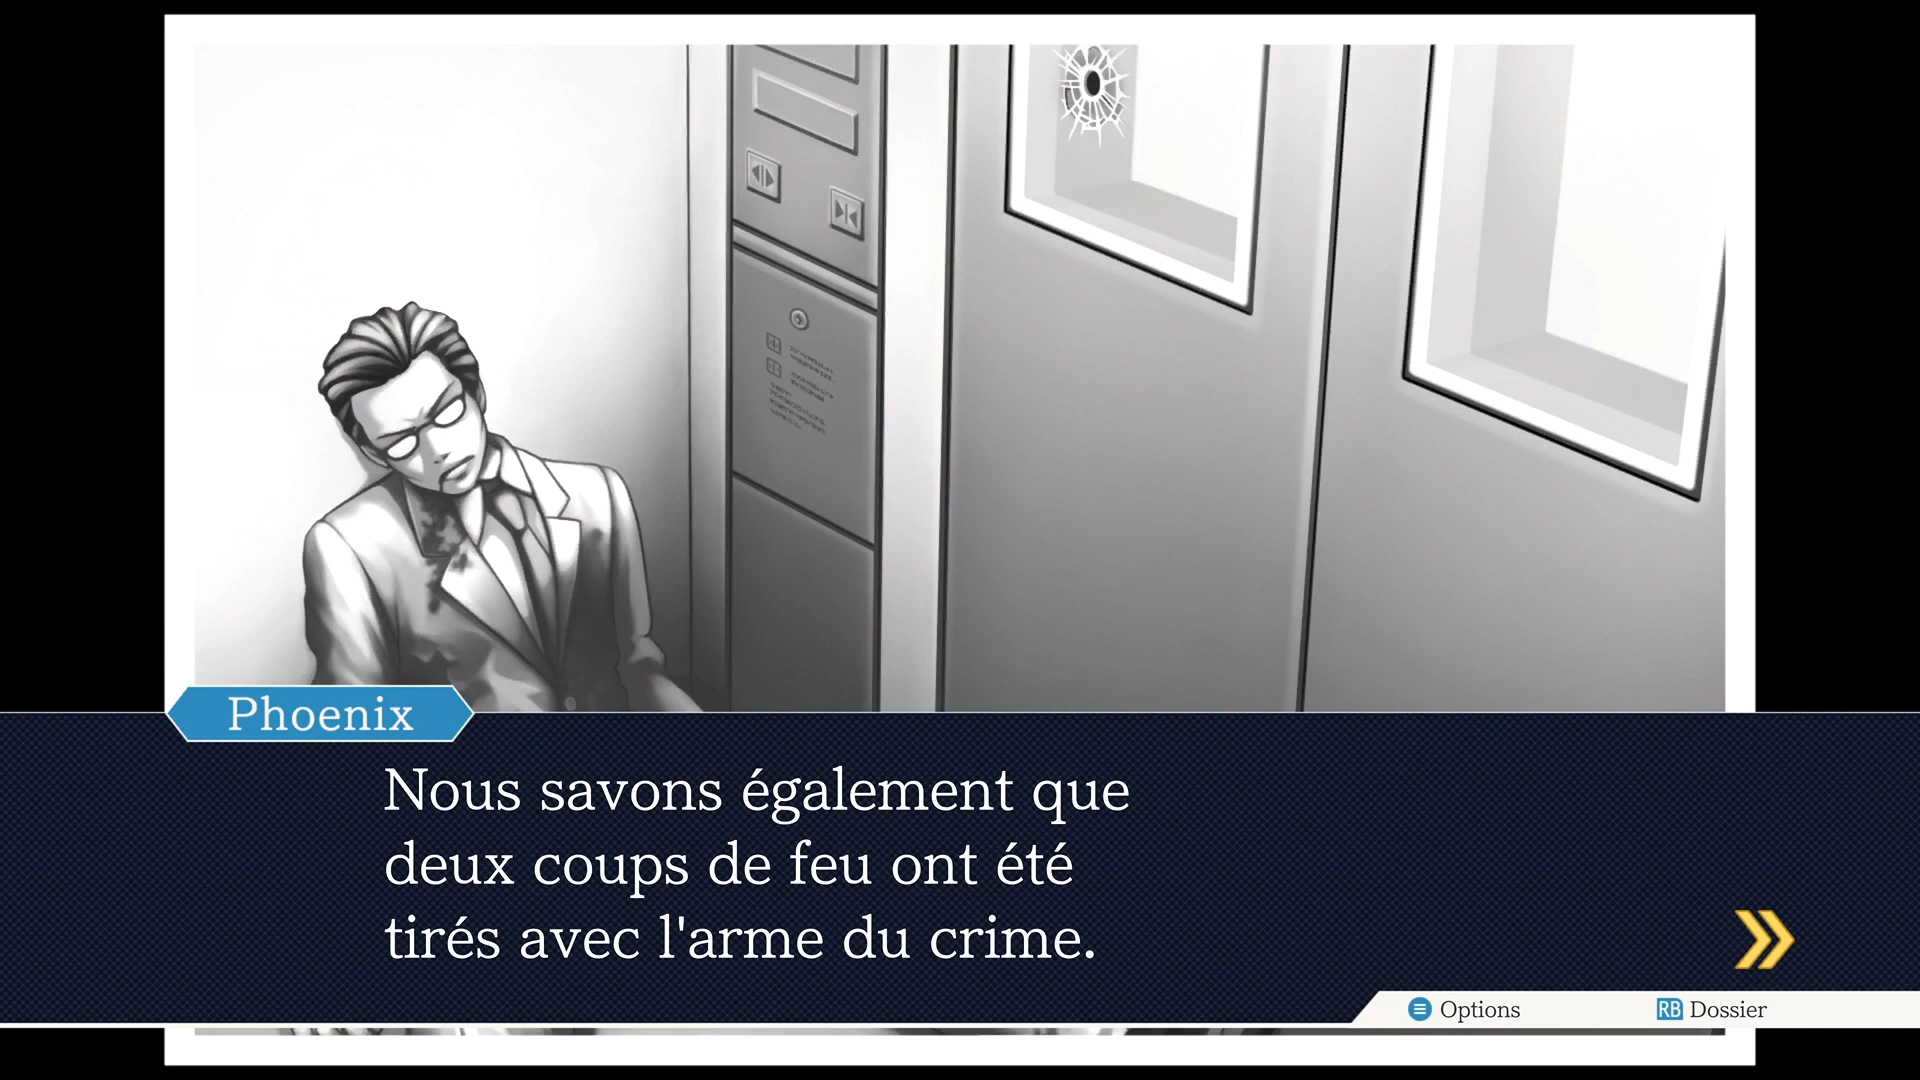 Phoenix
Nous savons également que
deux coups de feu ont été
tirés avec l'arme du crime.
Options
RB Dossier